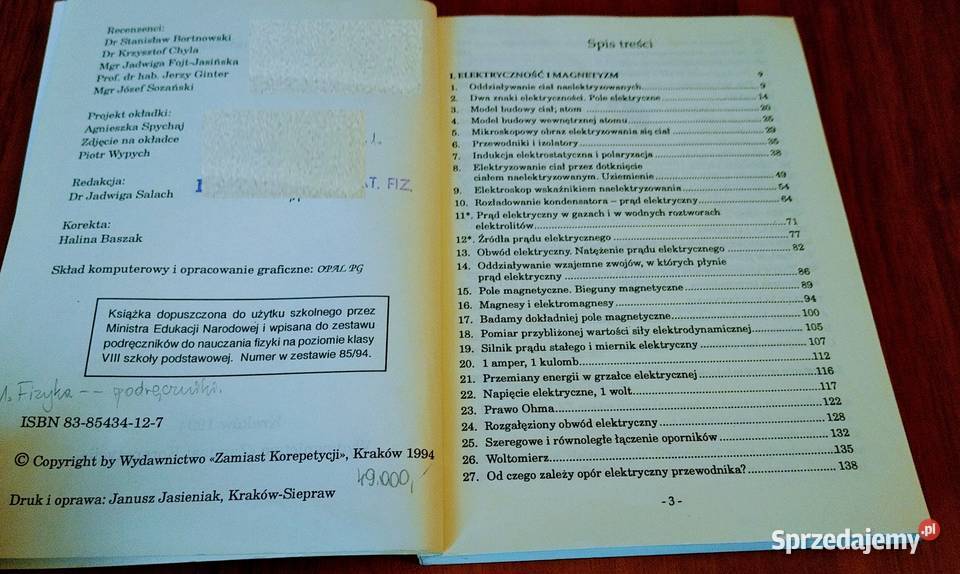 Recenzenci:
Dr Stanisław Bortnowski
Dr Krzysztof Chyla
Mgr Jadwiga Fojt-Jasińska
Prof. dr hab. Jerzy Ginter
Mgr Józef Sozański
Projekt okładki:
Agnieszka Spychaj
Zdjęcie na okładce
Piotr Wypych
1.
T. FIZ.
Redakcja:
Dr Jadwiga Salach
Korekta:
Halina Baszak
Skład komputerowy i opracowanie graficzne: OPAL PG
Książka dopuszczona do użytku szkolnego przez
Ministra Edukacji Narodowej i wpisana do zestawu
podręczników do nauczania fizyki na poziomie klasy
VIII szkoły podstawowej. Numer w zestawie 85/94.
1. Fizyka -- podręczniki.
ISBN 83-85434-12-7
© Copyright by Wydawnictwo «Zamiast Korepetycji», Kraków 1994
49.000,
Druk i oprawa: Janusz Jasieniak, Kraków-Siepraw
Spis treści
I. ELEKTRYCZNOŚĆ I MAGNETYZM 9
1. Oddziaływanie ciał naelektryzowanych 9
2. Dwa znaki elektryczności. Pole elektryczne 14
3. Model budowy ciał; atom 20
4. Model budowy wewnętrznej atomu 25
5. Mikroskopowy obraz elektryzowania się ciał 29
6. Przewodniki i izolatory 35
7. Indukcja elektrostatyczna i polaryzacja 38
8. Elektryzowanie ciał przez dotknięcie
ciałem naelektryzowanym. Uziemienie 49
9. Elektroskop wskaźnikiem naelektryzowania 54
10. Rozładowanie kondensatora – prąd elektryczny 64
11*. Prąd elektryczny w gazach i w wodnych roztworach
elektrolitów 71
12*. Źródła prądu elektrycznego 77
13. Obwód elektryczny. Natężenie prądu elektrycznego 82
14. Oddziaływanie wzajemne zwojów, w których płynie
prąd elektryczny 86
15. Pole magnetyczne. Bieguny magnetyczne 89
16. Magnesy i elektromagnesy 94
17. Badamy dokładniej pole magnetyczne 100
18. Pomiar przybliżonej wartości siły elektrodynamicznej 105
19. Silnik prądu stałego i miernik elektryczny 107
20. 1 amper, 1 kulomb 112
21. Przemiany energii w grzałce elektrycznej 116
22. Napięcie elektryczne, 1 wolt 117
23. Prawo Ohma 122
24. Rozgałęziony obwód elektryczny 128
25. Szeregowe i równoległe łączenie oporników 132
26. Woltomierz 135
27. Od czego zależy opór elektryczny przewodnika? 138
- 3 -
Sprzedajemy.pl